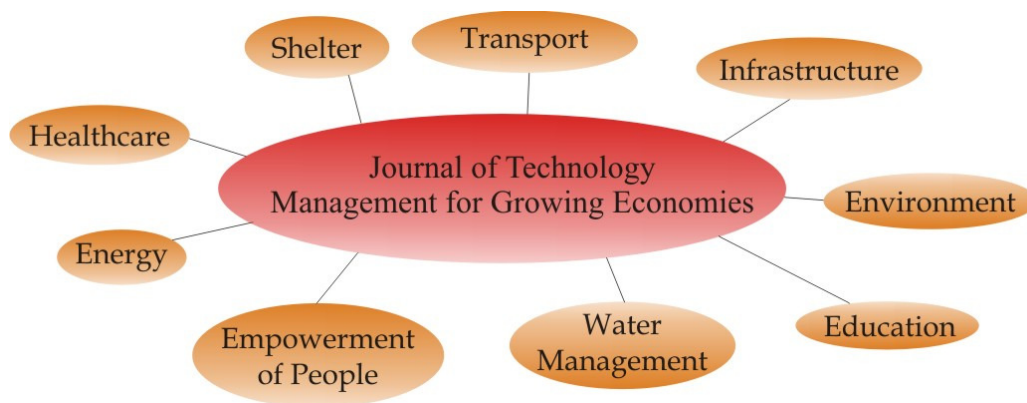 Transport
Shelter
Infrastructure
Healthcare
Journal of Technology
Management for Growing Economies
Environment
Energy
Empowerment
of People
Water
Management
Education